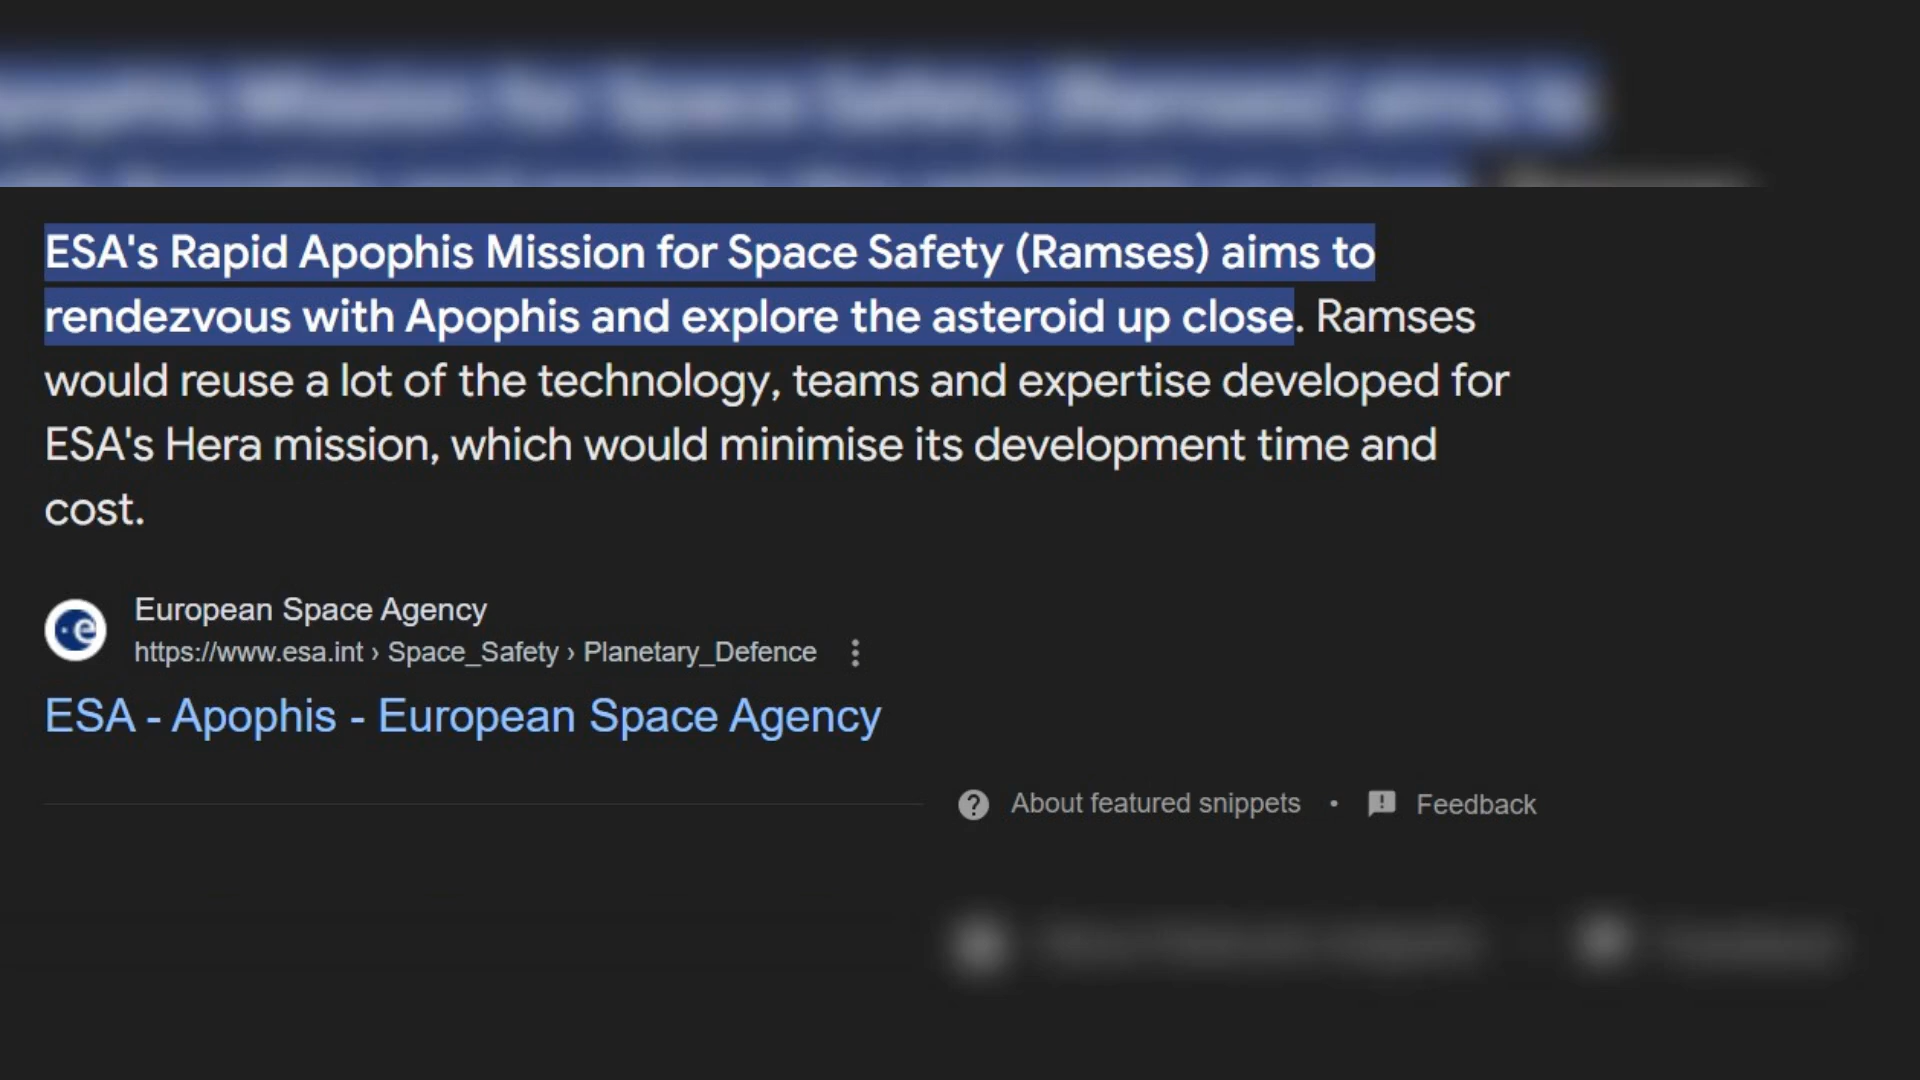 ESA's Rapid Apophis Mission for Space Safety (Ramses) aims to
rendezvous with Apophis and explore the asteroid up close. Ramses
would reuse a lot of the technology, teams and expertise developed for
ESA's Hera mission, which would minimise its development time and
cost.
European Space Agency
https://www.esa.int › Space_Safety › Planetary_Defence
ESA - Apophis - European Space Agency
About featured snippets • Feedback